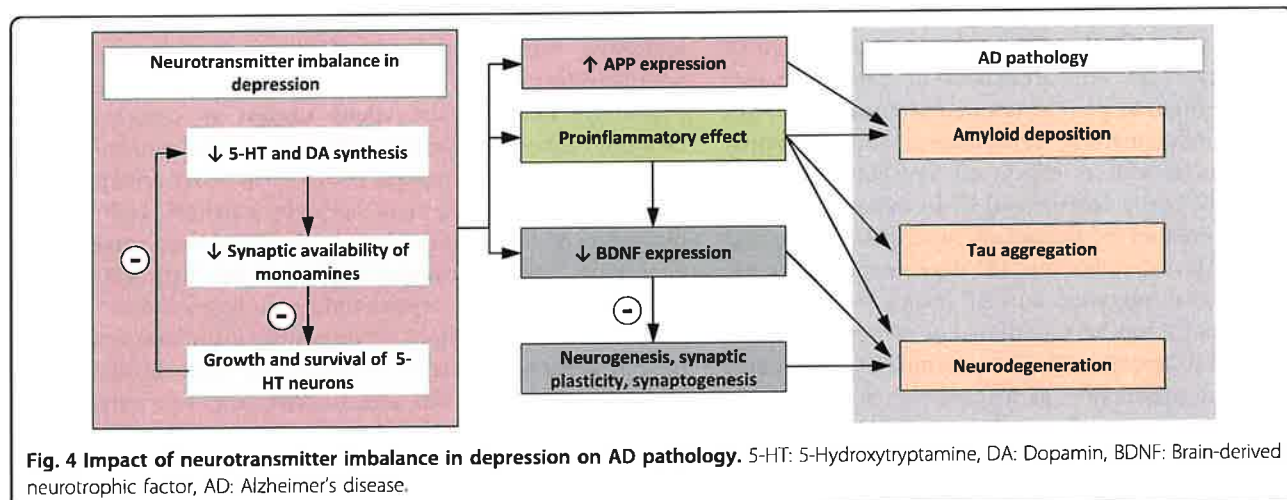 Neurotransmitter imbalance in
depression
↓ 5-HT and DA synthesis
-
↓ Synaptic availability of
monoamines
-
Growth and survival of 5-
HT neurons
↑ APP expression
Proinflammatory effect
↓ BDNF expression
-
Neurogenesis, synaptic
plasticity, synaptogenesis
AD pathology
Amyloid deposition
Tau aggregation
Neurodegeneration
Fig. 4 Impact of neurotransmitter imbalance in depression on AD pathology. 5-HT: 5-Hydroxytryptamine, DA: Dopamin, BDNF: Brain-derived
neurotrophic factor, AD: Alzheimer's disease.